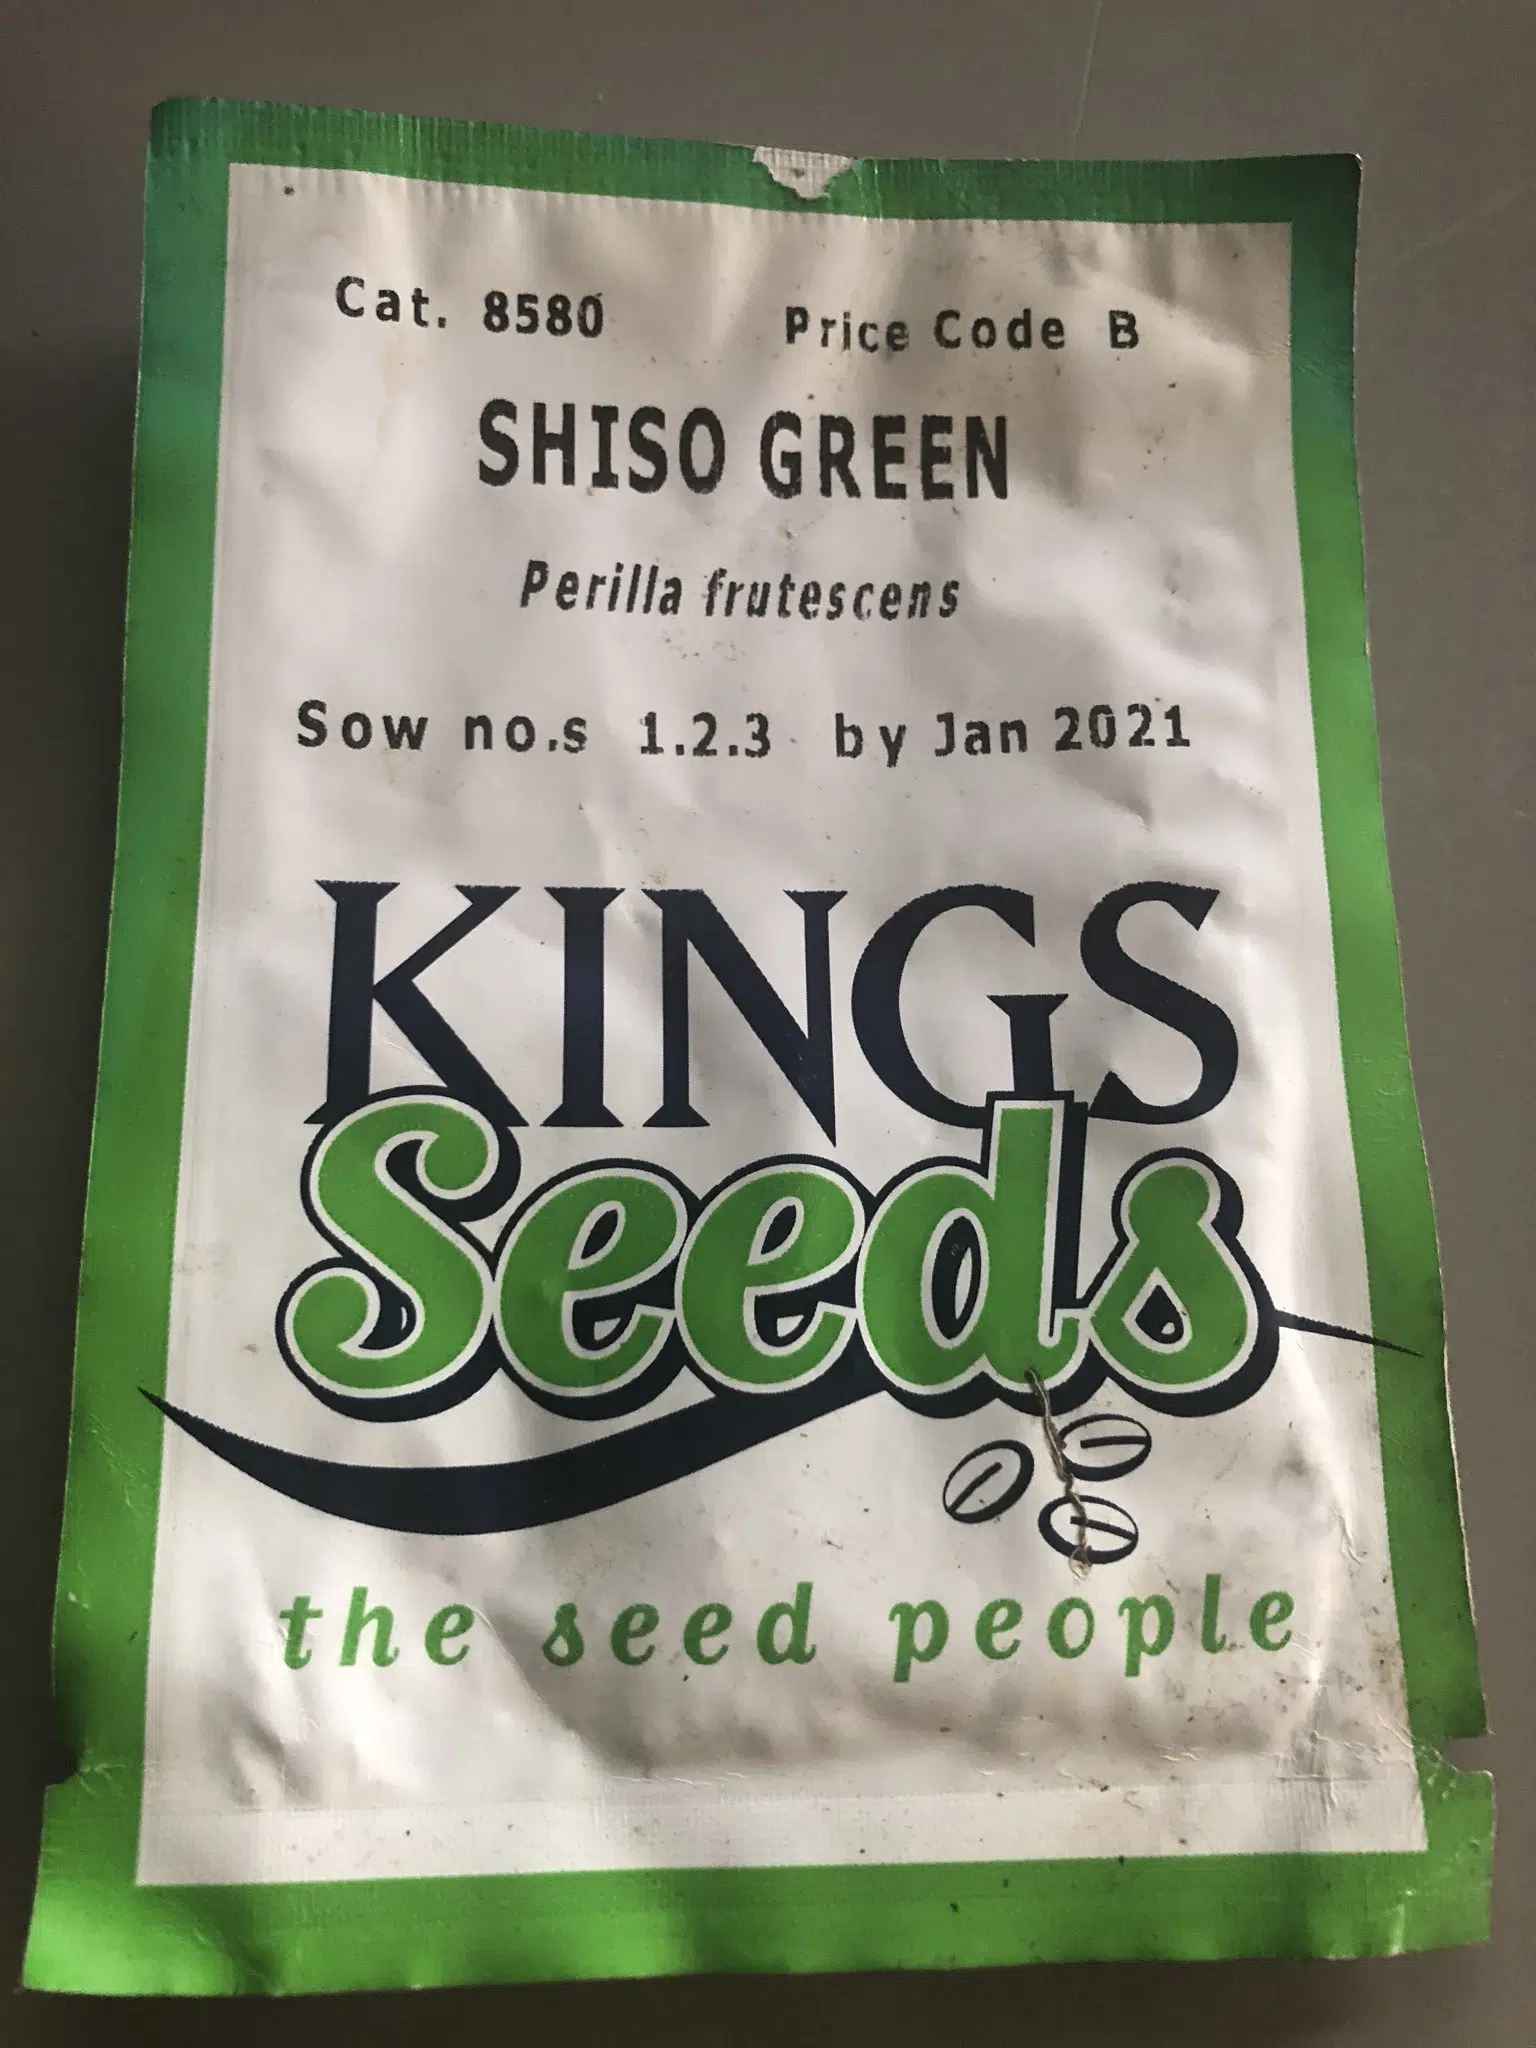 Cat. 8580 Price Code B
SHISO GREEN
Perilla frutescens
Sow no.s 1.2.3 by Jan 2021
KINGS
Seeds
the seed people